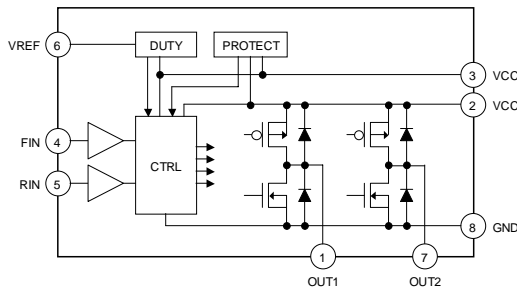 VREF 6 DUTY PROTECT
3 VCC
2 VCC
FIN 4
CTRL
RIN 5
8 GND
1 7
OUT1 OUT2